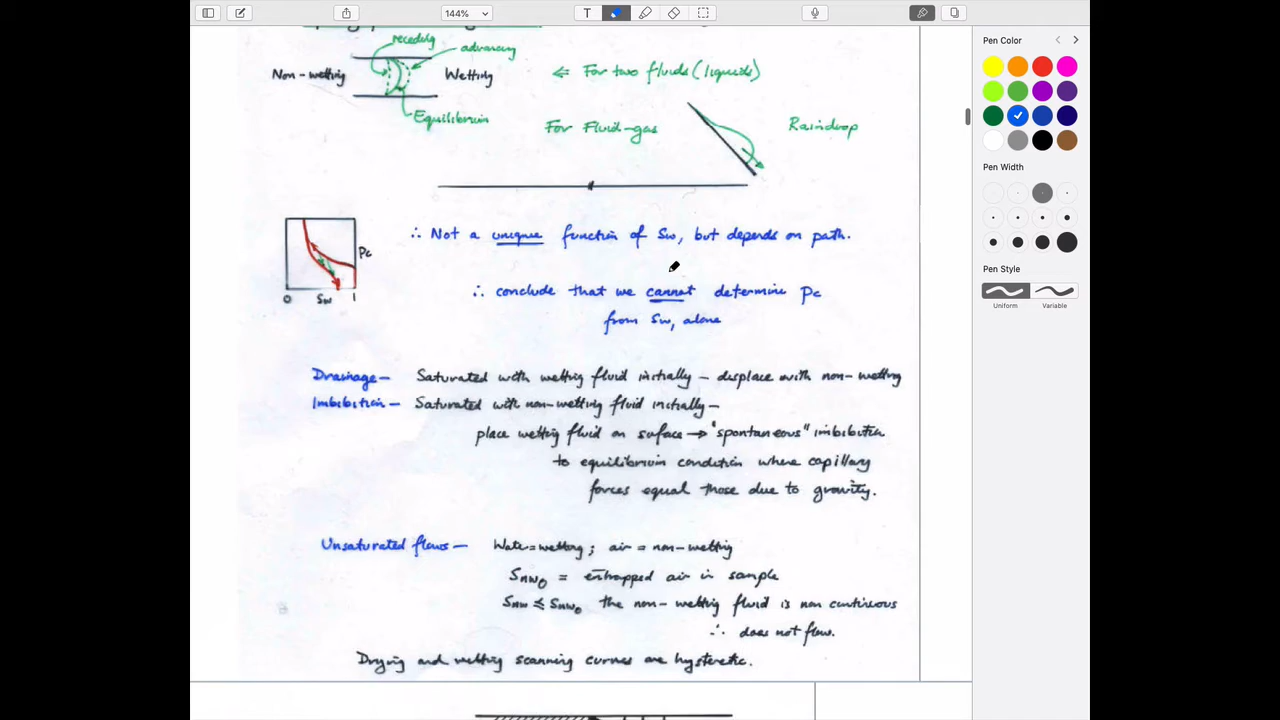 144%
T
Pen Color
Pen Width
Pen Style
Uniform
Variable
receding
advancing
Non-wetting
Wetting
⇐ For two fluids (liquids)
Equilibrium
For Fluid-gas
Raindrop
∴ Not a unique function of Sw, but depends on path.
Pc
0 Sw 1
∴ conclude that we cannot determine Pc
from Sw, alone
Drainage — Saturated with wetting fluid initially — displace with non-wetting
Imbibition — Saturated with non-wetting fluid initially —
place wetting fluid on surface → "spontaneous" imbibition
to equilibrium condition where capillary
forces equal those due to gravity.
Unsaturated flows — Water = wetting; air = non-wetting
Snw₀ = entrapped air in sample
Snw ≤ Snw₀ the non-wetting fluid is non continuous
∴ does not flow.
Drying and wetting scanning curves are hysteretic.